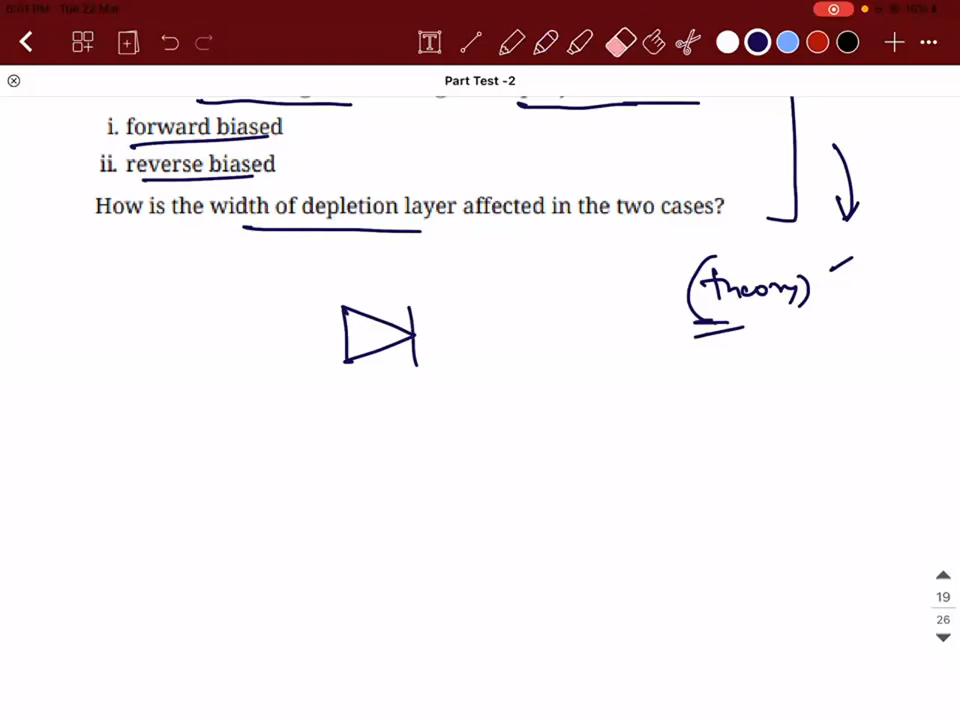 Part Test -2
i. forward biased
ii. reverse biased
How is the width of depletion layer affected in the two cases?
(theory)
19
26